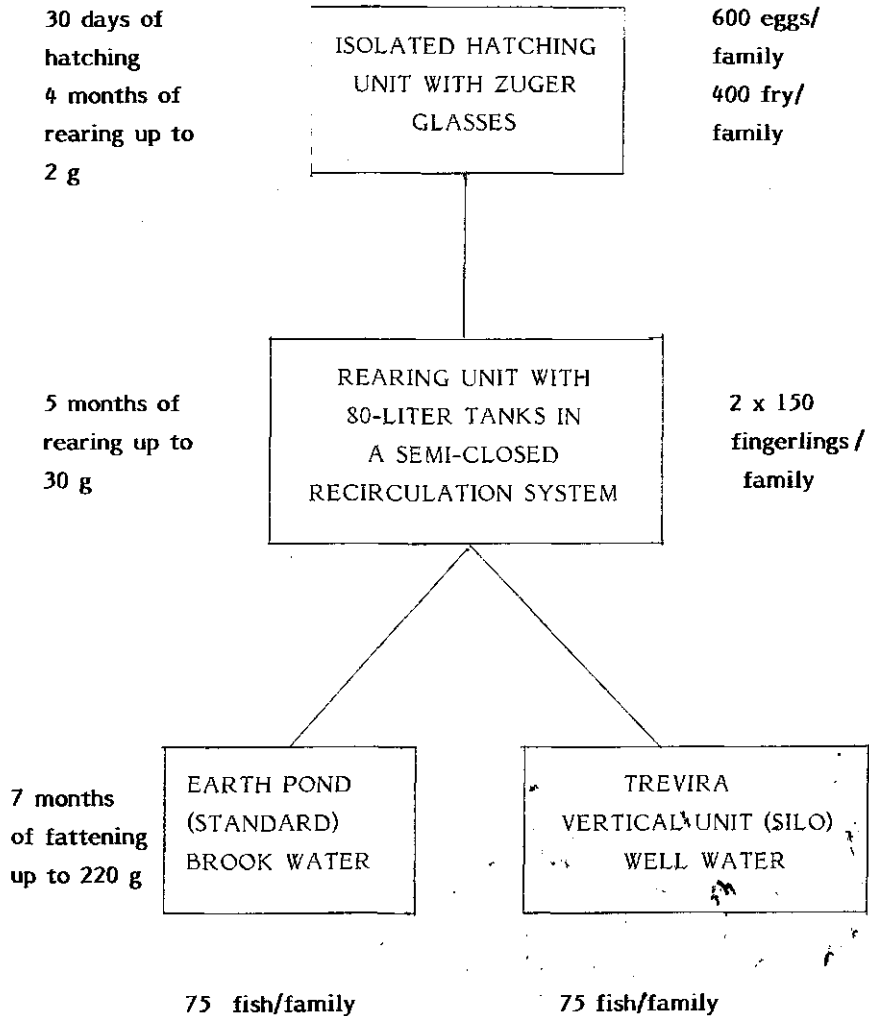 30 days of
hatching
4 months of
rearing up to
2 g
ISOLATED HATCHING
UNIT WITH ZUGER
GLASSES
600 eggs/
family
400 fry/
family
5 months of
rearing up to
30 g
REARING UNIT WITH
80-LITER TANKS IN
A SEMI-CLOSED
RECIRCULATION SYSTEM
2 x 150
fingerlings/
family
7 months
of fattening
up to 220 g
EARTH POND
(STANDARD)
BROOK WATER
TREVIRA
VERTICAL UNIT (SILO)
WELL WATER
75 fish/family
75 fish/family